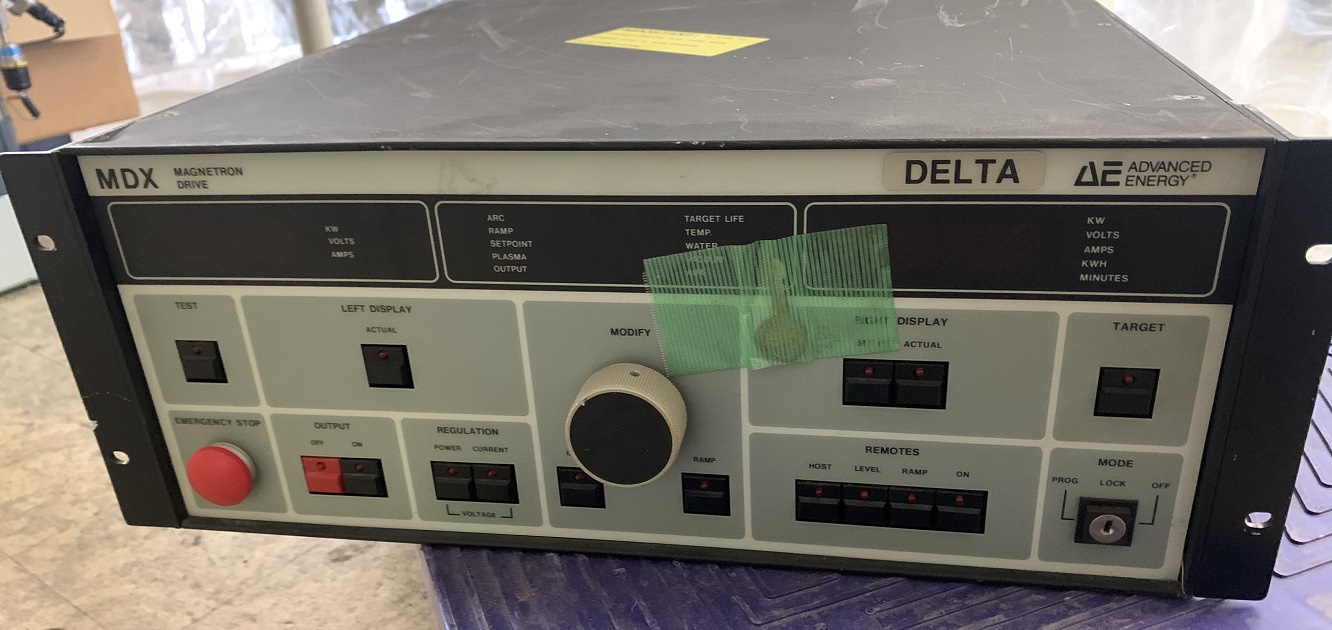 MDX MAGNETRON
DRIVE
DELTA
ADVANCED
ENERGY®
KW
VOLTS
AMPS
ARC
RAMP
SETPOINT
PLASMA
OUTPUT
TARGET LIFE
TEMP.
WATER
KW
VOLTS
AMPS
KWH
MINUTES
TEST
LEFT DISPLAY
ACTUAL
MODIFY
RIGHT DISPLAY
ACTUAL
TARGET
EMERGENCY STOP
OUTPUT
OFF ON
REGULATION
POWER CURRENT
VOLTAGE
RAMP
REMOTES
HOST LEVEL RAMP ON
MODE
PROG LOCK OFF